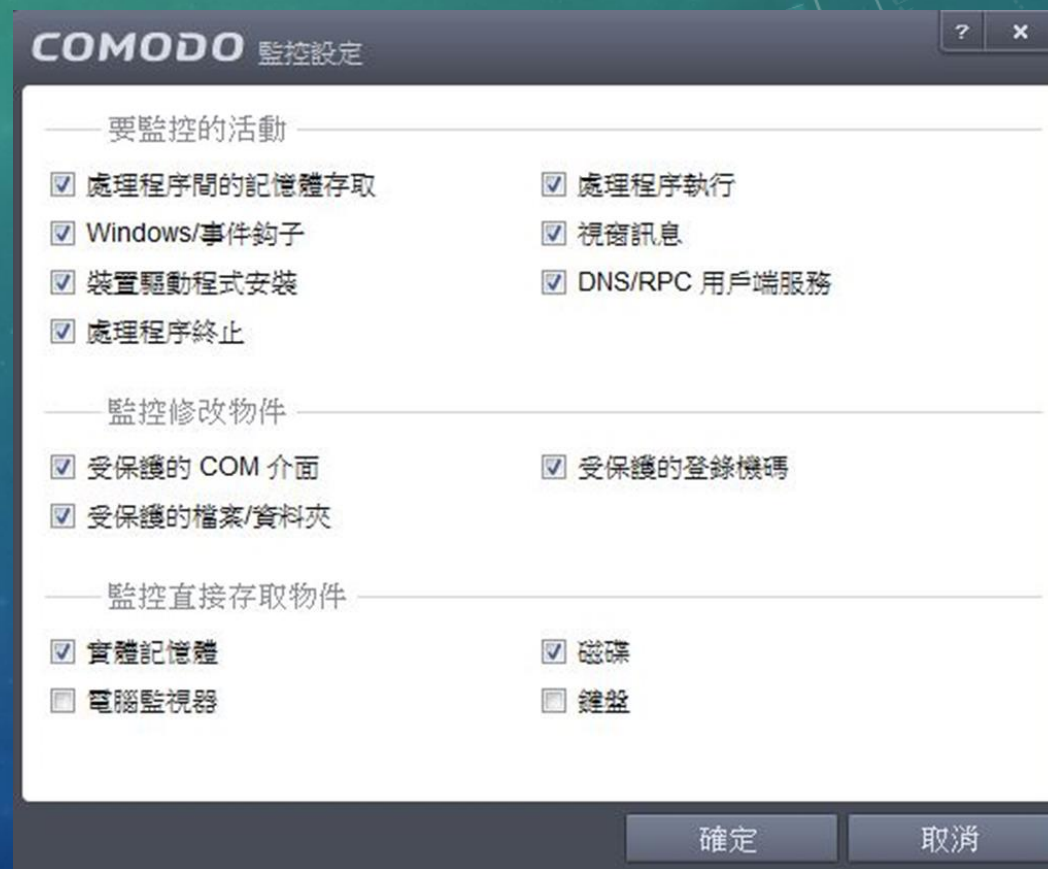 COMODO 監控設定
? ×
要監控的活動
處理程序間的記憶體存取 處理程序執行
Windows/事件鉤子 視窗訊息
裝置驅動程式安裝 DNS/RPC 用戶端服務
處理程序終止
監控修改物件
受保護的 COM 介面 受保護的登錄機碼
受保護的檔案/資料夾
監控直接存取物件
實體記憶體 磁碟
電腦監視器 鍵盤
確定 取消